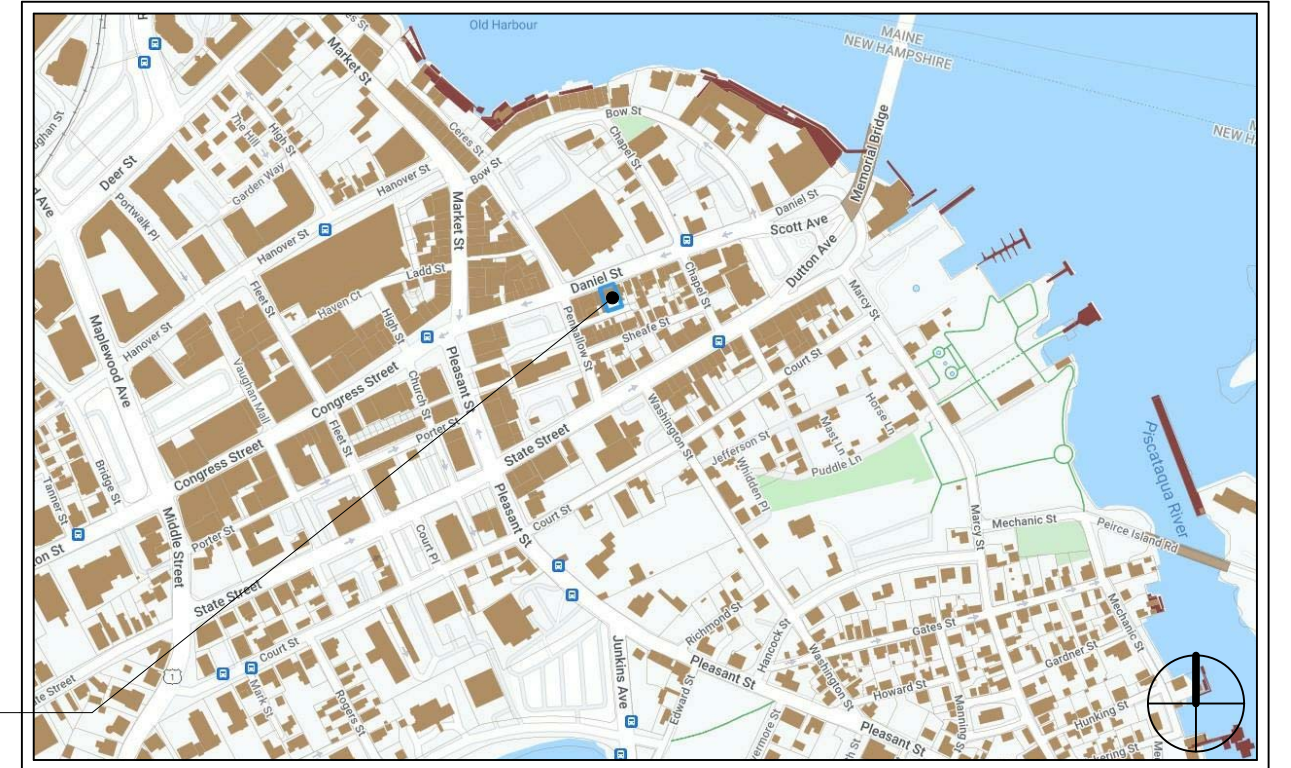 Old Harbour
MAINE
NEW HAMPSHIRE
Market St
Memorial Bridge
Bow St
Ceres St
Chapel St
The Hill
High St
Deer St
Garden Way
Hanover St
Bow St
Portwalk Pl
Market St
Daniel St
Scott Ave
Dutton Ave
Hanover St
Ladd St
Daniel St
Chapel St
Fleet St
Haven Ct
High St
Marcy St
Penhallow St
Sheafe St
Hanover St
Maplewood Ave
Vaughan Mall
Congress Street
Church St
Pleasant St
Court St
Horse Ln
Mast Ln
Washington St
Porter St
Fleet St
State Street
Jefferson St
Puddle Ln
Whidden Pl
Piscataqua River
Congress Street
Bridge St
Tanner St
Pleasant St
Court St
Marcy St
Mechanic St
Peirce Island Rd
Middle Street
Porter St
Court Pl
State Street
Richmond St
Hancock St
Gates St
Mechanic St
Gardner St
Court St
Junkins Ave
Pleasant St
Washington St
Howard St
1
Mark St
Rogers St
Edward St
Manning St
Hunking St
Pleasant St